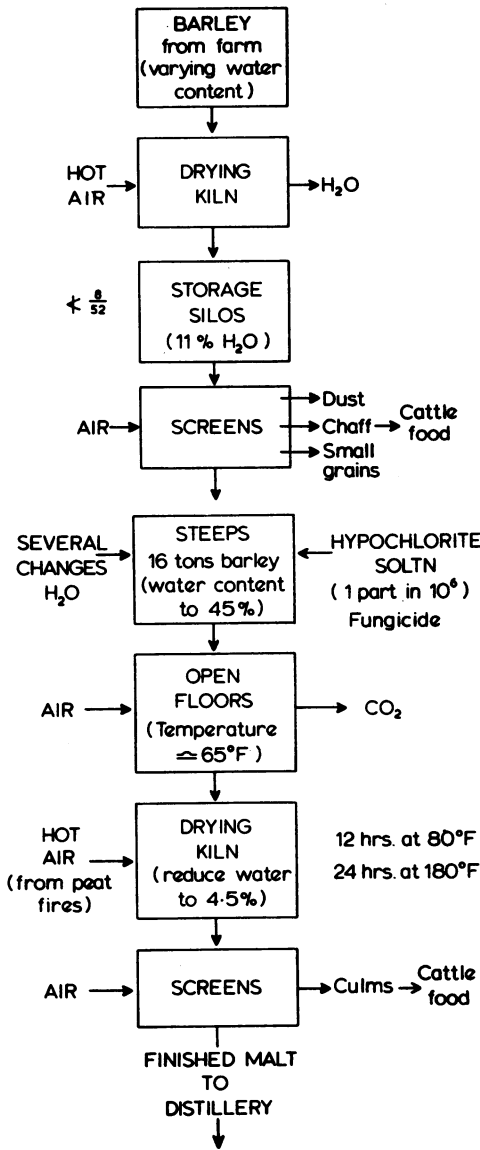 BARLEY
from farm
(varying water
content)
HOT
AIR
DRYING
KILN
H₂O
≮ 8/52
STORAGE
SILOS
(11% H₂O)
AIR
SCREENS
Dust
Chaff
Small
grains
Cattle
food
SEVERAL
CHANGES
H₂O
STEEPS
16 tons barley
(water content
to 45%)
HYPOCHLORITE
SOLTN
(1 part in 10⁶)
Fungicide
AIR
OPEN
FLOORS
(Temperature
≏65°F)
CO₂
HOT
AIR
(from peat
fires)
DRYING
KILN
(reduce water
to 4·5%)
12 hrs. at 80°F
24 hrs. at 180°F
AIR
SCREENS
Culms
Cattle
food
FINISHED MALT
TO
DISTILLERY